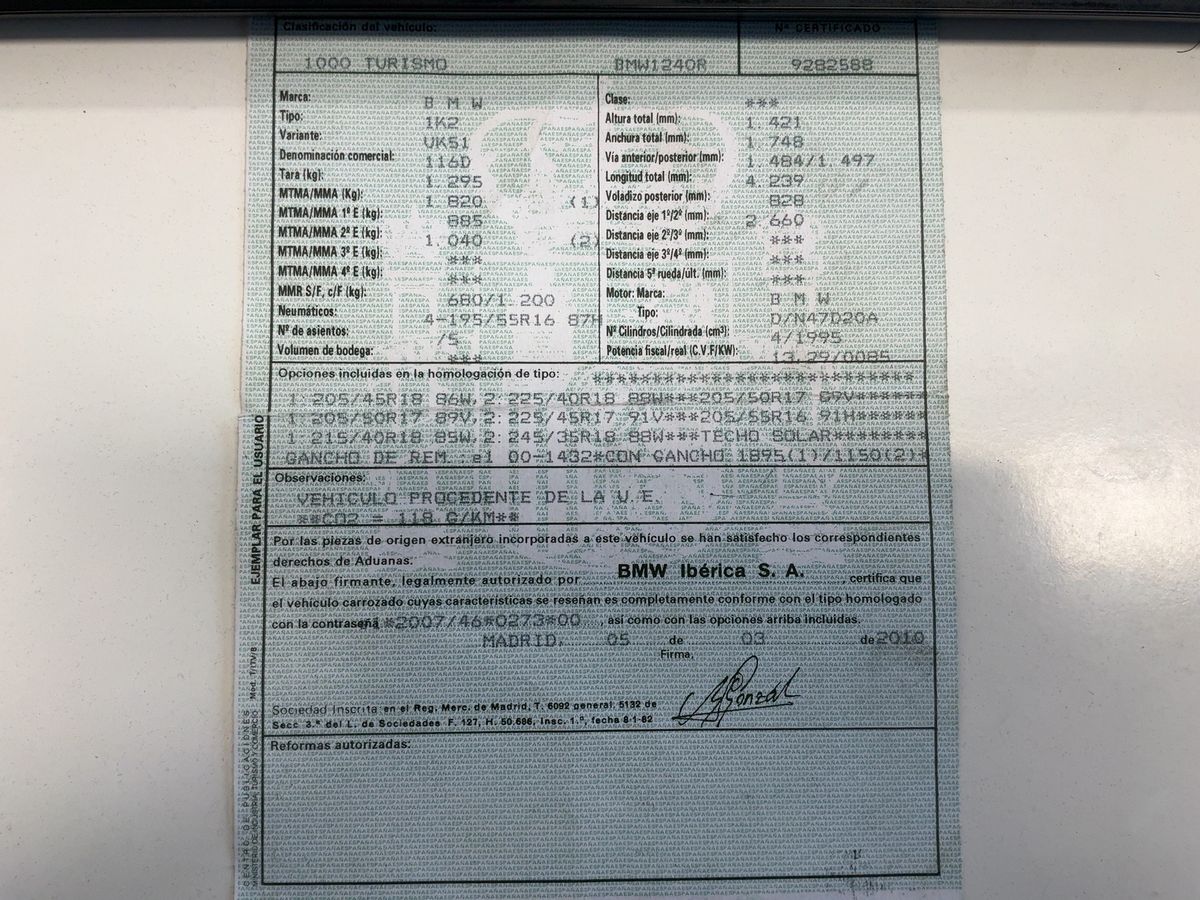 Clasificación del vehículo:
Nº CERTIFICADO
1000 TURISMO BMW1240R 9282588
Marca: B M W
Tipo: 1K2
Variante: UK51
Denominación comercial: 116D
Tara (kg): 1.295
MTMA/MMA (Kg): 1.820 (1)
MTMA/MMA 1º E (kg): 885
MTMA/MMA 2º E (kg): 1.040 (2)
MTMA/MMA 3º E (kg): ***
MTMA/MMA 4º E (kg): ***
MMR S/F, c/F (kg): 680/1.200
Neumáticos: 4-195/55R16 87H
Nº de asientos: /5
Volumen de bodega: ***
Clase: ***
Altura total (mm): 1.421
Anchura total (mm): 1.748
Vía anterior/posterior (mm): 1.484/1.497
Longitud total (mm): 4.239
Voladizo posterior (mm): 828
Distancia eje 1º/2º (mm): 2.660
Distancia eje 2º/3º (mm): ***
Distancia eje 3º/4º (mm): ***
Distancia 5ª rueda/últ. (mm): ***
Motor: Marca: B M W
Tipo: D/N47D20A
Nº Cilindros/Cilindrada (cm³): 4/1995
Potencia fiscal/real (C.V.F/KW): 13,29/0085
Opciones incluidas en la homologación de tipo: ***************************
1:205/45R18 86W,2:225/40R18 88W***205/50R17 89V******
1:205/50R17 89V,2:225/45R17 91V***205/55R16 91H******
1:215/40R18 85W,2:245/35R18 88W***TECHO SOLAR********
GANCHO DE REM. e1 00-1432*CON GANCHO 1895(1)/1150(2)*
Observaciones:
VEHICULO PROCEDENTE DE LA U.E.
**CO2 = 118 G/KM**
Por las piezas de origen extranjero incorporadas a este vehículo se han satisfecho los correspondientes
derechos de Aduanas.
El abajo firmante, legalmente autorizado por BMW Ibérica S. A. , certifica que
el vehículo carrozado cuyas características se reseñan es completamente conforme con el tipo homologado
con la contraseña *2007/46*0273*00 , así como con las opciones arriba incluidas.
MADRID, 05 de 03 de 2010
Firma,
Sociedad Inscrita en el Reg. Merc. de Madrid, T. 6092 general, 5132 de
Secc 3.ª del L. de Sociedades F. 127, H. 50.686, Insc. 1.ª, fecha 8-1-82
Reformas autorizadas:
EJEMPLAR PARA EL USUARIO
CENTRO DE PUBLICACIONES
MINISTERIO DE INDUSTRIA, TURISMO Y COMERCIO